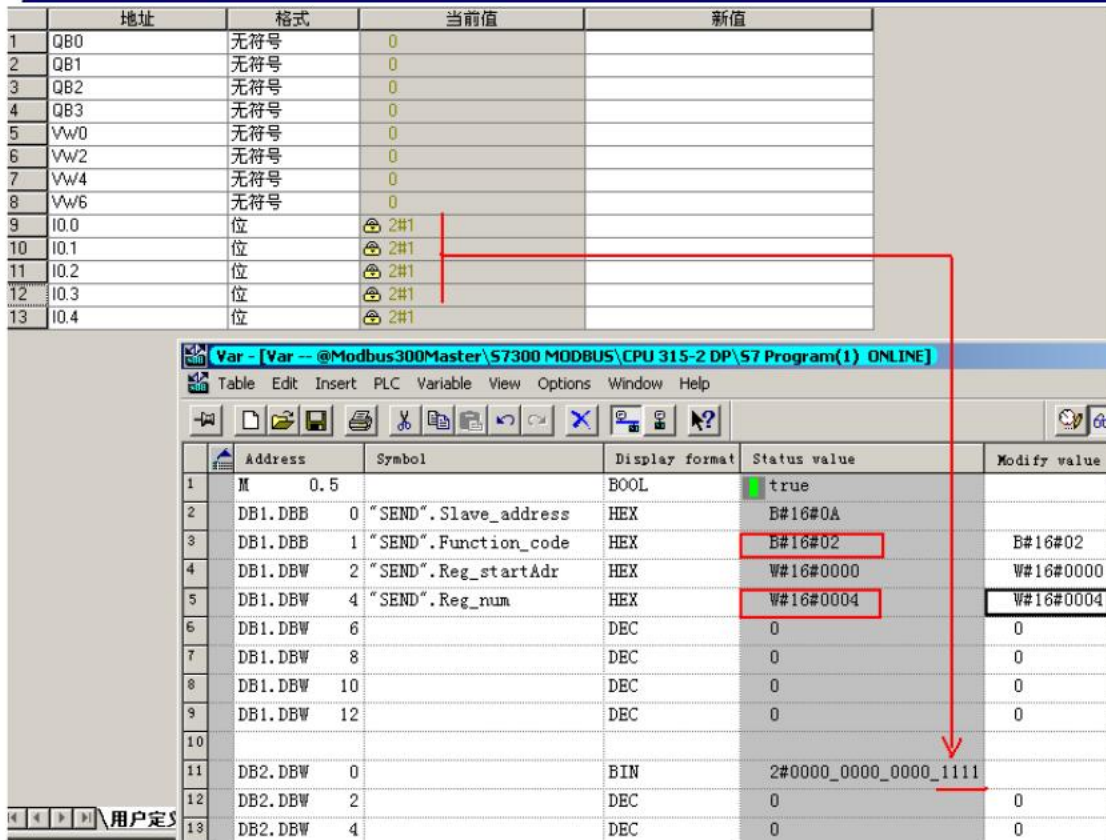 地址 格式 当前值 新值
1 QB0 无符号 0
2 QB1 无符号 0
3 QB2 无符号 0
4 QB3 无符号 0
5 VW0 无符号 0
6 VW2 无符号 0
7 VW4 无符号 0
8 VW6 无符号 0
9 I0.0 位 2#1
10 I0.1 位 2#1
11 I0.2 位 2#1
12 I0.3 位 2#1
13 I0.4 位 2#1
Var - [Var -- @Modbus300Master\S7300 MODBUS\CPU 315-2 DP\S7 Program(1) ONLINE]
Table Edit Insert PLC Variable View Options Window Help
Address Symbol Display format Status value Modify value
1 M 0.5 BOOL true
2 DB1.DBB 0 "SEND".Slave_address HEX B#16#0A
3 DB1.DBB 1 "SEND".Function_code HEX B#16#02 B#16#02
4 DB1.DBW 2 "SEND".Reg_startAdr HEX W#16#0000 W#16#0000
5 DB1.DBW 4 "SEND".Reg_num HEX W#16#0004 W#16#0004
6 DB1.DBW 6 DEC 0 0
7 DB1.DBW 8 DEC 0 0
8 DB1.DBW 10 DEC 0 0
9 DB1.DBW 12 DEC 0 0
10
11 DB2.DBW 0 BIN 2#0000_0000_0000_1111
12 DB2.DBW 2 DEC 0 0
13 DB2.DBW 4 DEC 0 0
用户定义